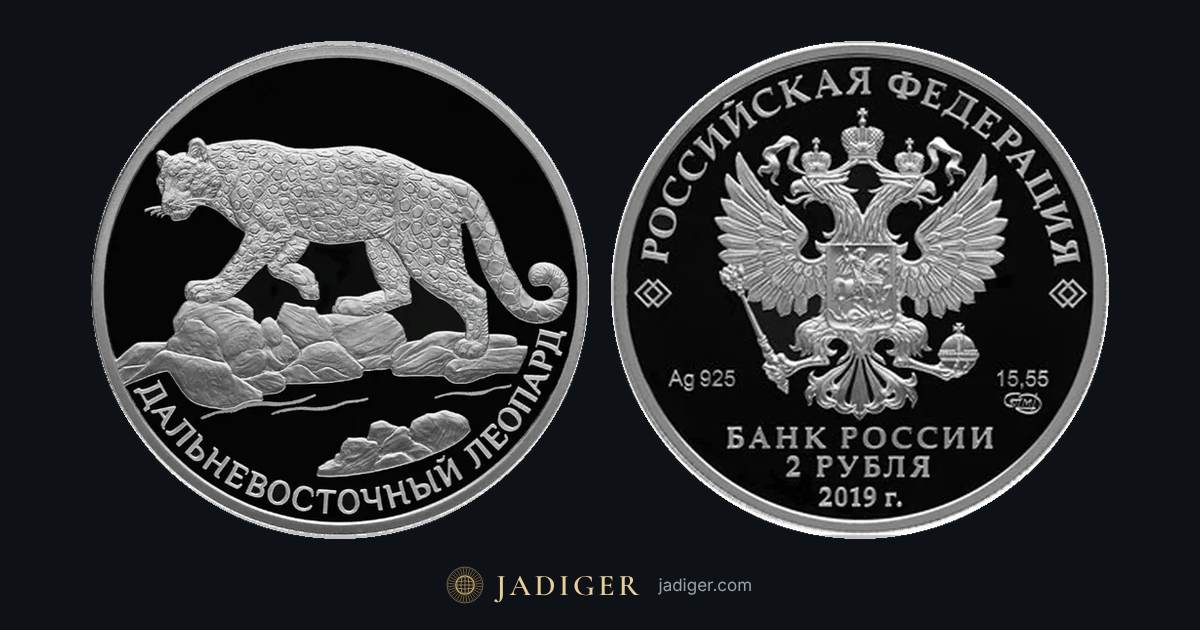 ДАЛЬНЕВОСТОЧНЫЙ ЛЕОПАРД
РОССИЙСКАЯ ФЕДЕРАЦИЯ
Ag 925
15,55
БАНК РОССИИ
2 РУБЛЯ
2019 г.
JADIGER
jadiger.com